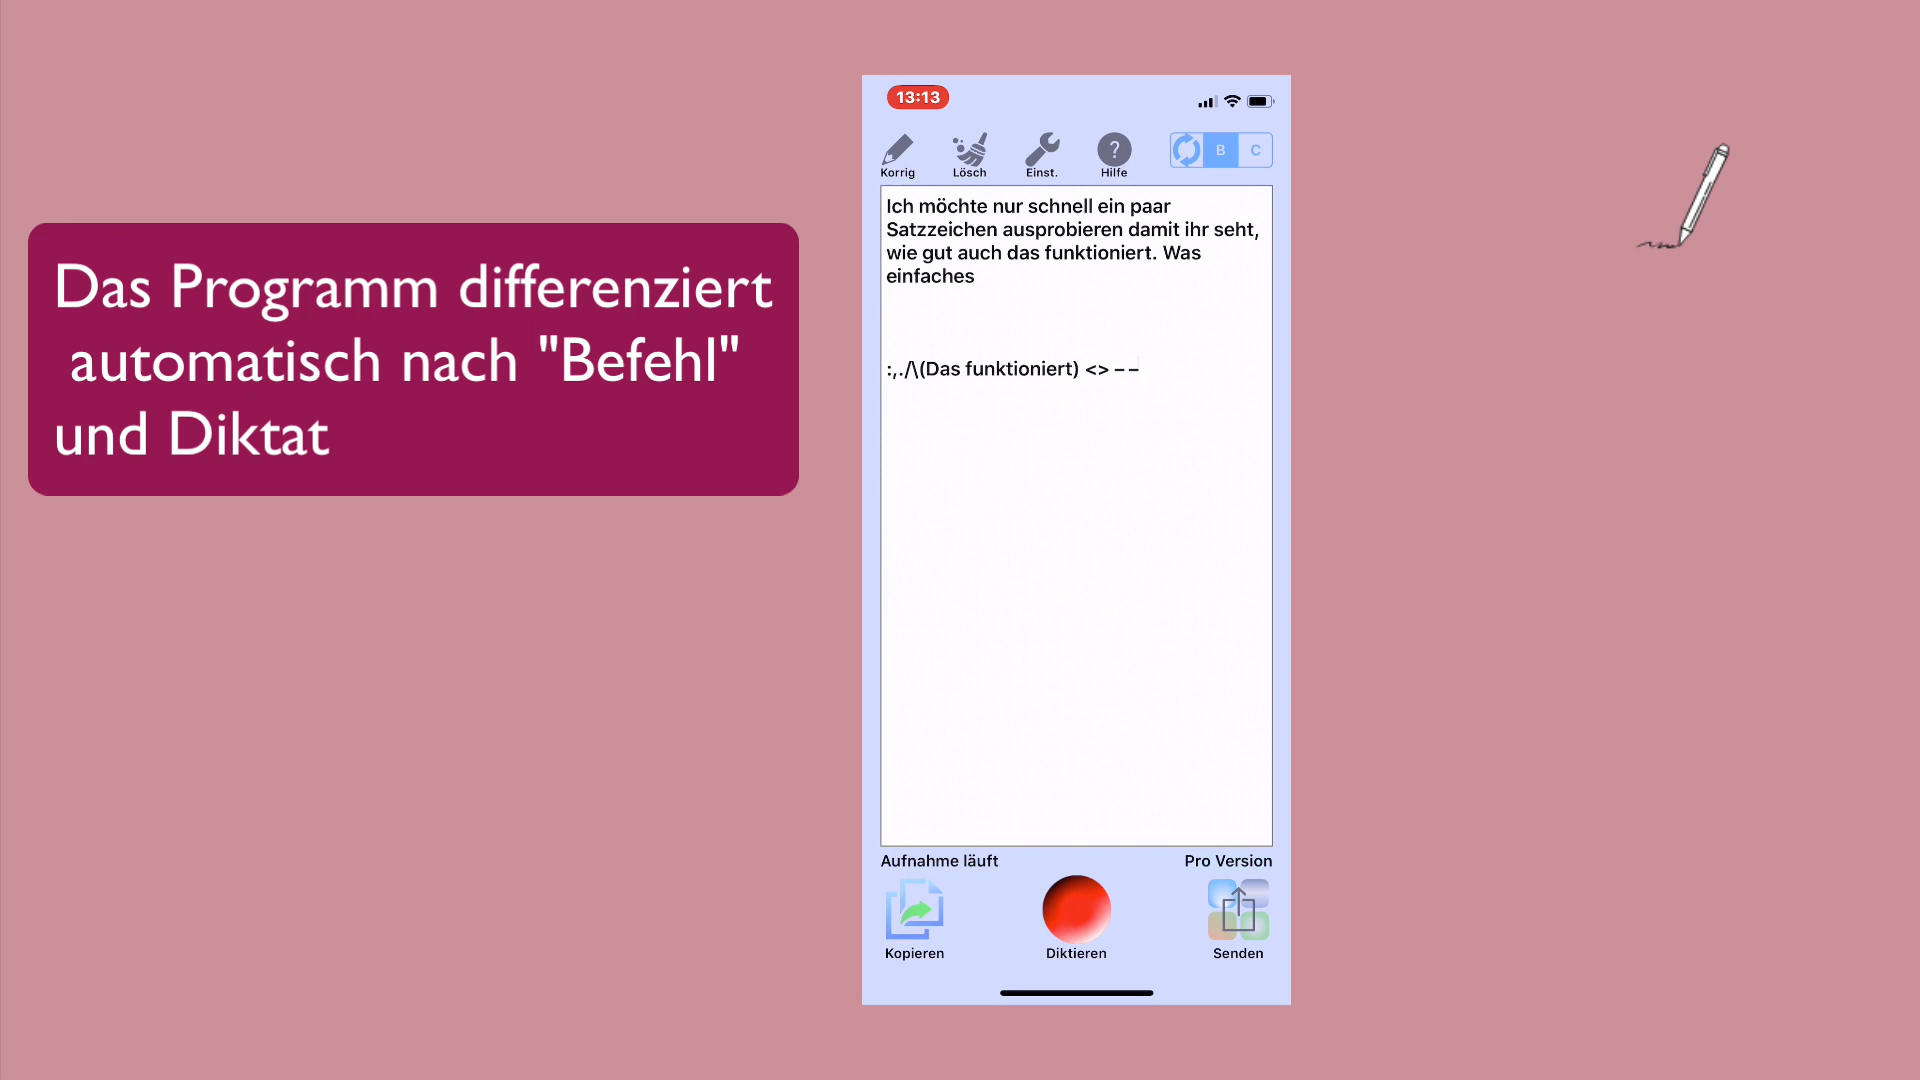 Das Programm differenziert
automatisch nach "Befehl"
und Diktat
13:13
Korrig
Lösch
Einst.
Hilfe
B
C
Ich möchte nur schnell ein paar
Satzzeichen ausprobieren damit ihr seht,
wie gut auch das funktioniert. Was
einfaches
:,./\(Das funktioniert) <> – –
Aufnahme läuft
Pro Version
Kopieren
Diktieren
Senden